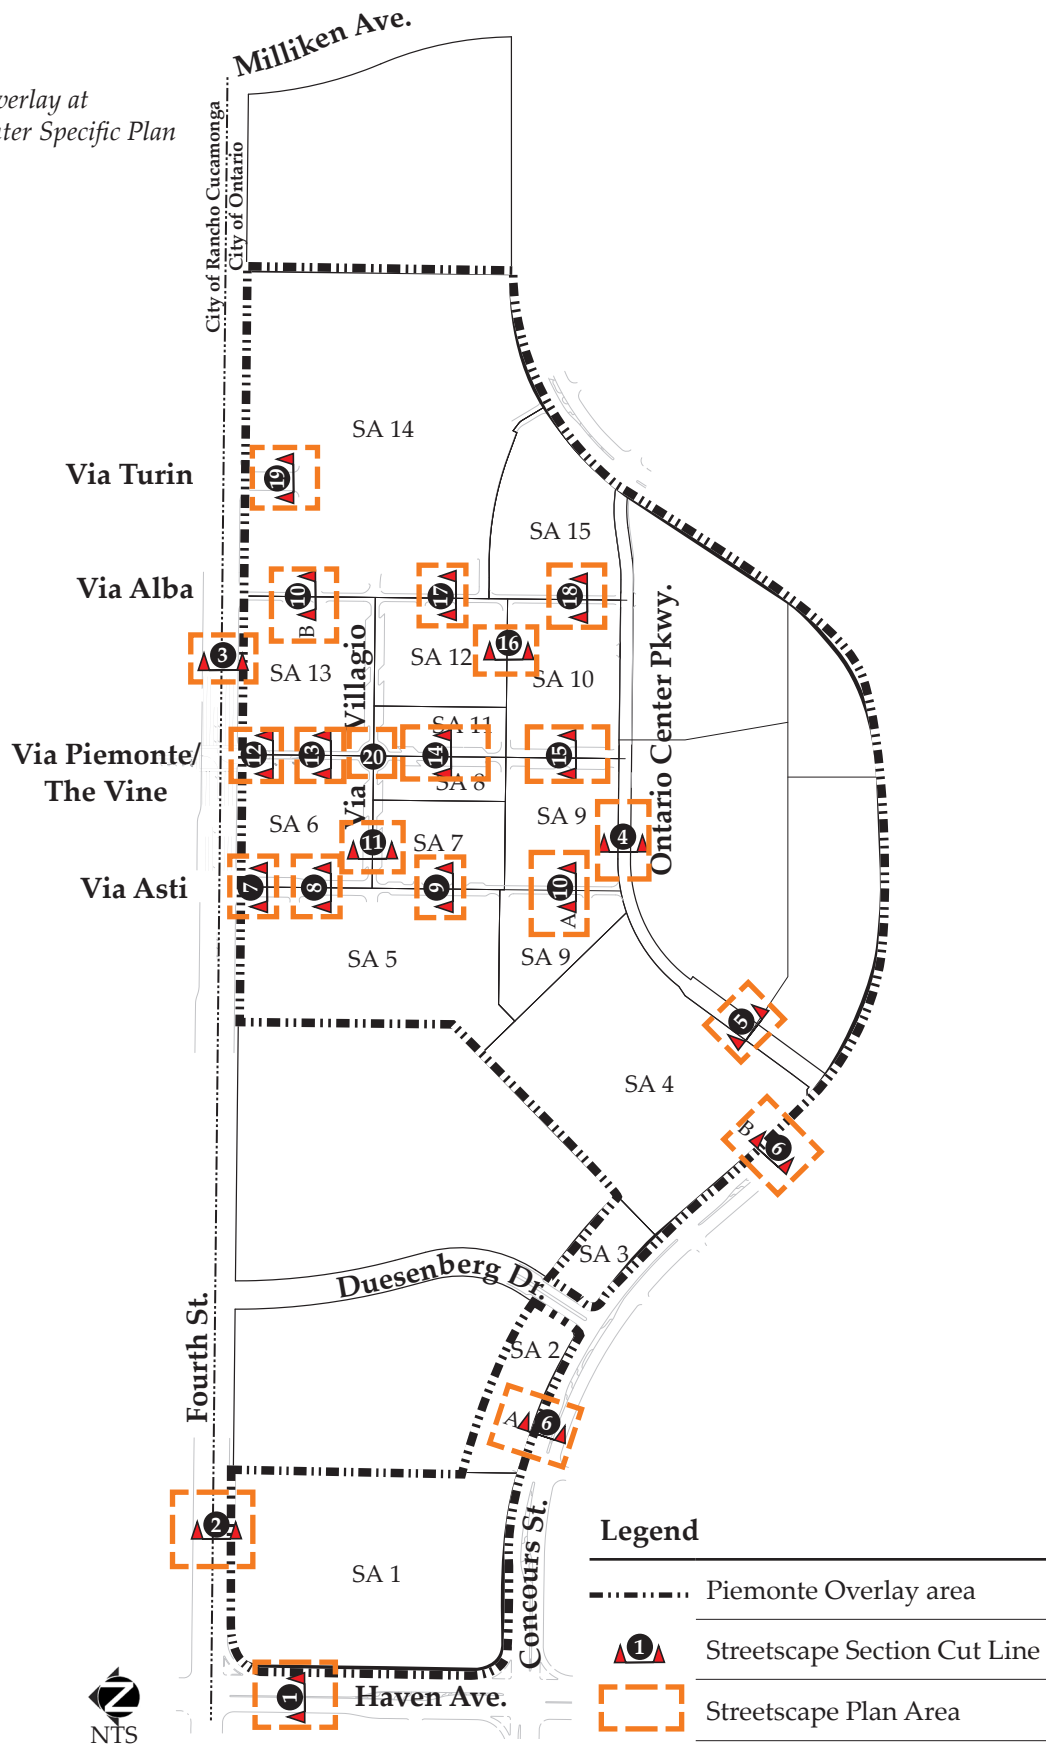 Milliken Ave.
verlay at
nter Specific Plan
City of Rancho Cucamonga
City of Ontario
SA 14
Via Turin
19
SA 15
Via Alba
10
B
17
18
3
SA 13
Via Villagio
SA 12
16
SA 10
Ontario Center Pkwy.
SA 11
Via Piemonte/
The Vine
12
13
20
14
15
SA 8
SA 6
11
SA 7
SA 9
4
Via Asti
7
8
9
10
A
SA 5
SA 9
5
SA 4
B
6
SA 3
Duesenberg Dr.
Fourth St.
SA 2
A
6
2
SA 1
Concours St.
1
Haven Ave.
N
NTS
Legend
Piemonte Overlay area
1
Streetscape Section Cut Line
Streetscape Plan Area